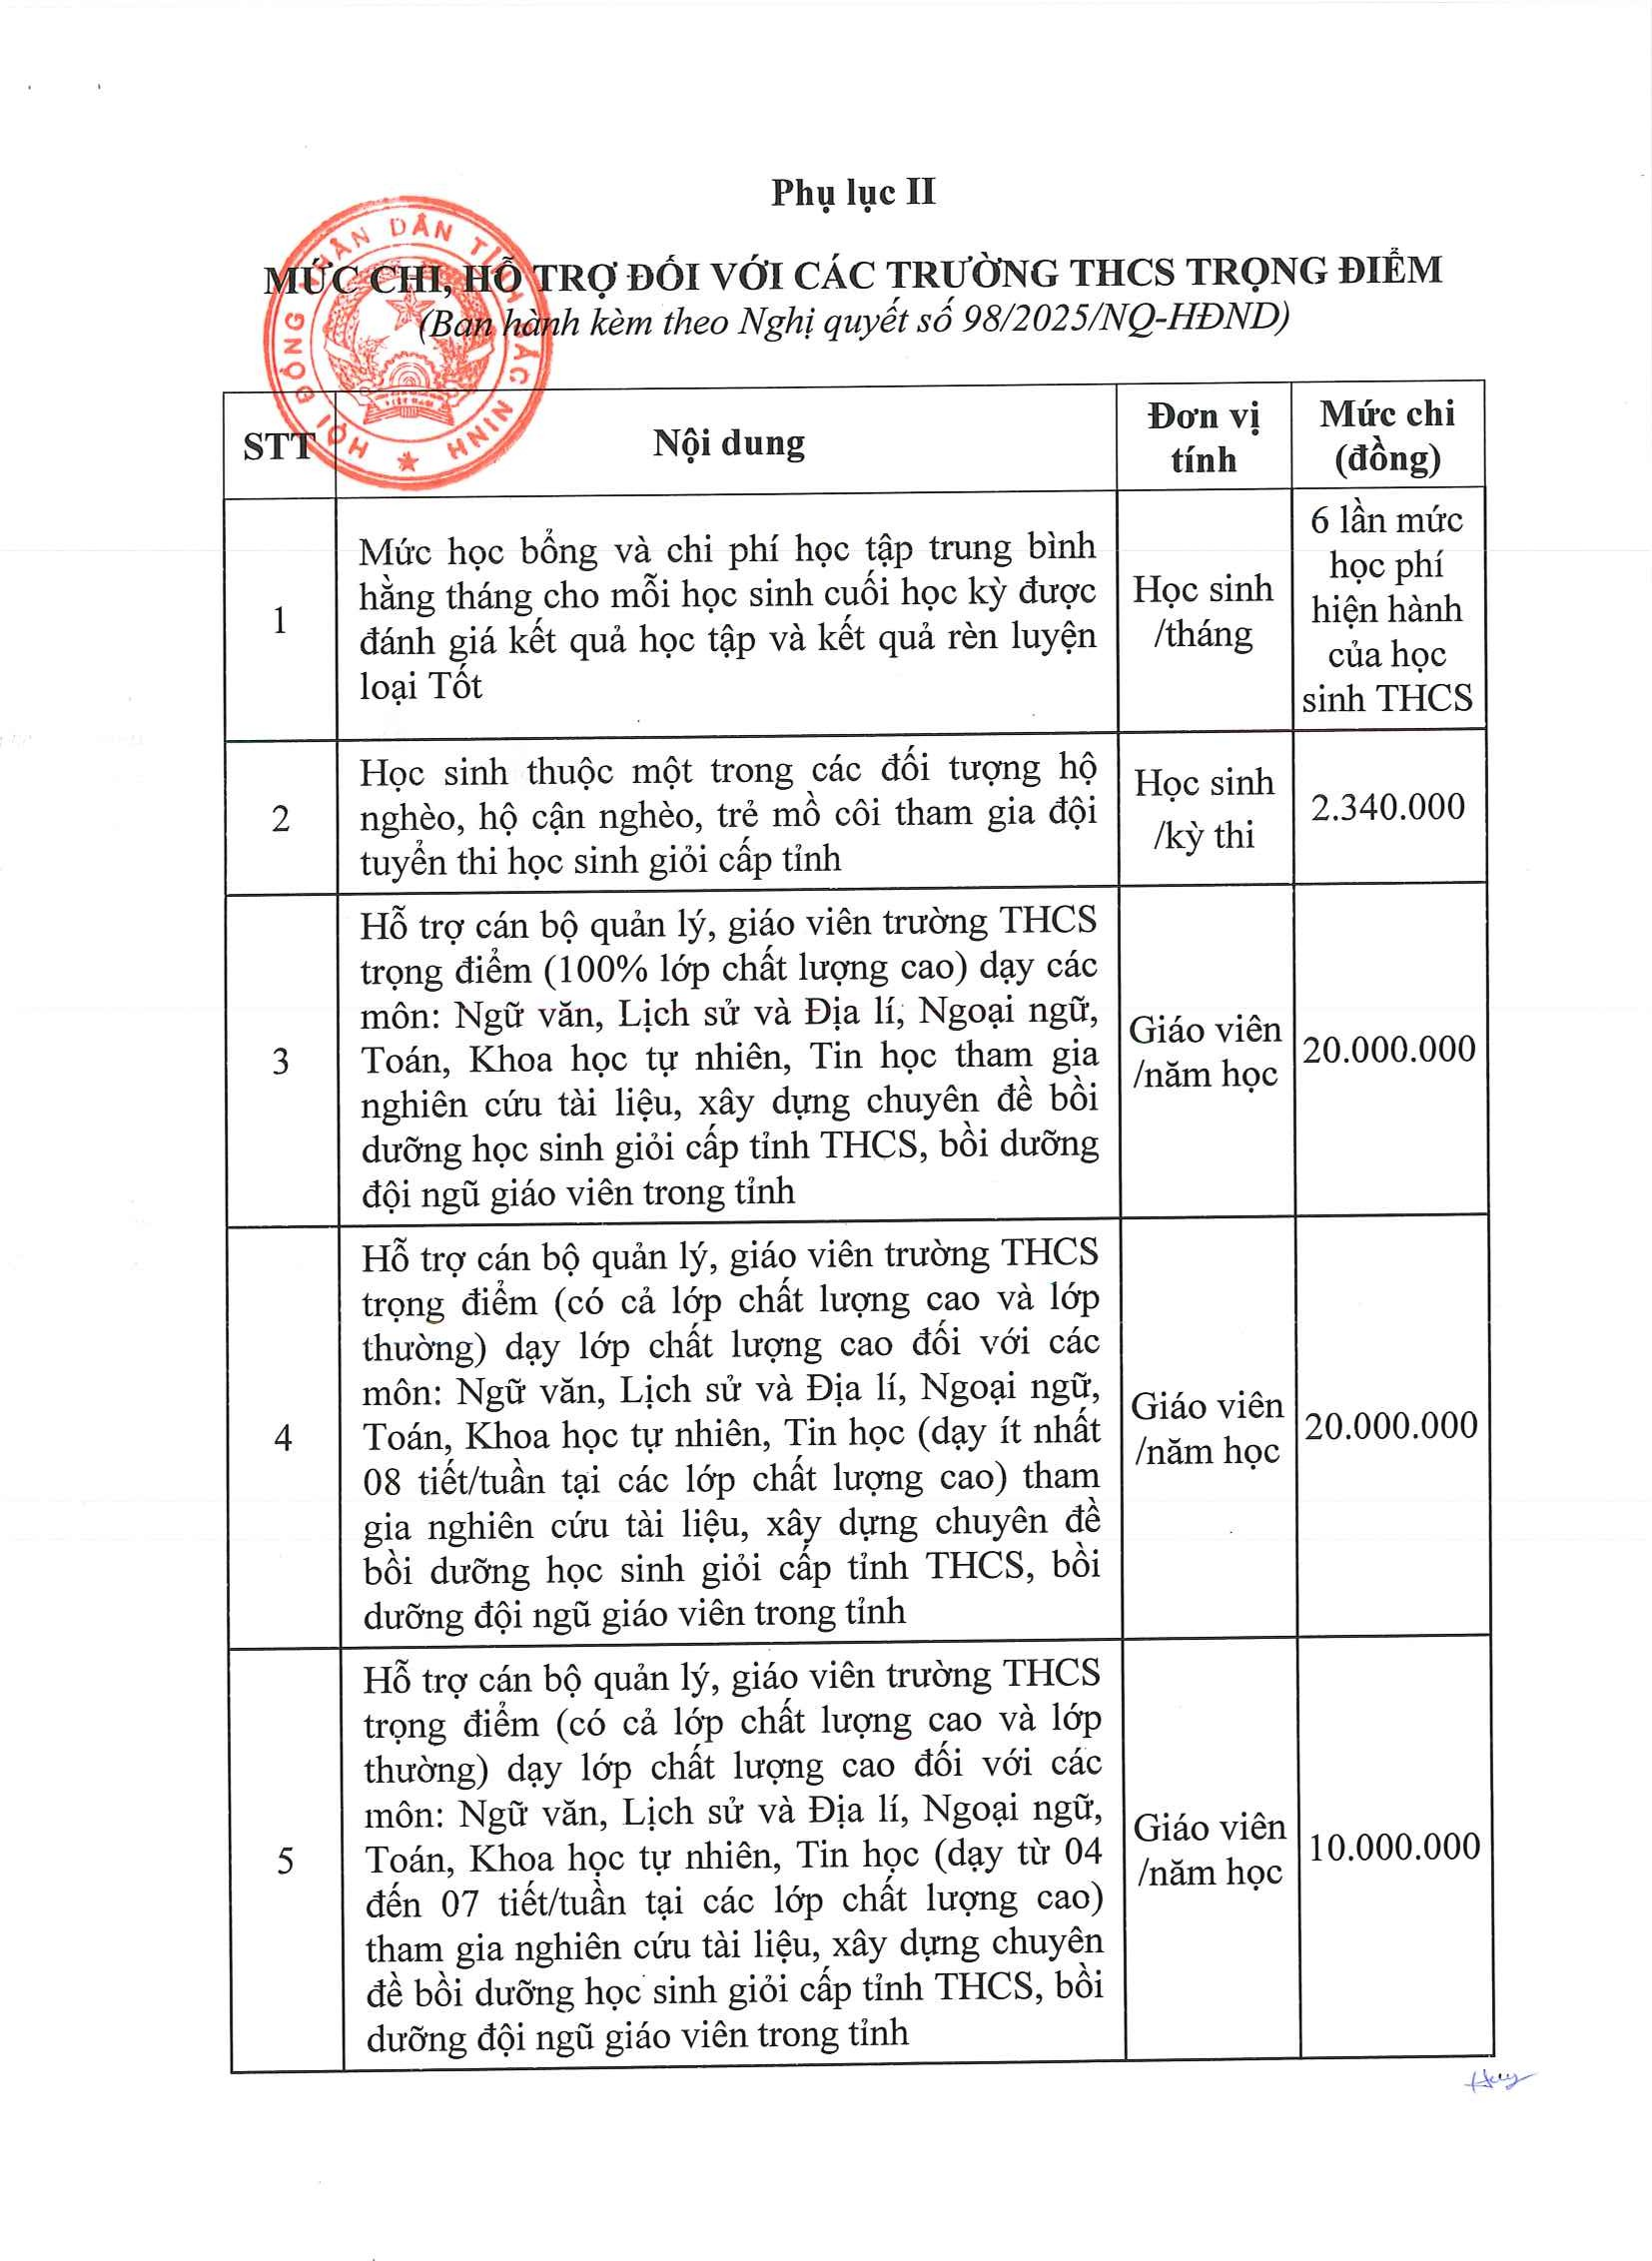 Phụ lục II
MỨC CHI, HỖ TRỢ ĐỐI VỚI CÁC TRƯỜNG THCS TRỌNG ĐIỂM
(Ban hành kèm theo Nghị quyết số 98/2025/NQ-HĐND)
HỘI ĐỒNG NHÂN DÂN TỈNH BẮC NINH
VIỆT NAM
STT
Nội dung
Đơn vị
tính
Mức chi
(đồng)
1
Mức học bổng và chi phí học tập trung bình
hằng tháng cho mỗi học sinh cuối học kỳ được
đánh giá kết quả học tập và kết quả rèn luyện
loại Tốt
Học sinh
/tháng
6 lần mức
học phí
hiện hành
của học
sinh THCS
2
Học sinh thuộc một trong các đối tượng hộ
nghèo, hộ cận nghèo, trẻ mồ côi tham gia đội
tuyển thi học sinh giỏi cấp tỉnh
Học sinh
/kỳ thi
2.340.000
3
Hỗ trợ cán bộ quản lý, giáo viên trường THCS
trọng điểm (100% lớp chất lượng cao) dạy các
môn: Ngữ văn, Lịch sử và Địa lí, Ngoại ngữ,
Toán, Khoa học tự nhiên, Tin học tham gia
nghiên cứu tài liệu, xây dựng chuyên đề bồi
dưỡng học sinh giỏi cấp tỉnh THCS, bồi dưỡng
đội ngũ giáo viên trong tỉnh
Giáo viên
/năm học
20.000.000
4
Hỗ trợ cán bộ quản lý, giáo viên trường THCS
trọng điểm (có cả lớp chất lượng cao và lớp
thường) dạy lớp chất lượng cao đối với các
môn: Ngữ văn, Lịch sử và Địa lí, Ngoại ngữ,
Toán, Khoa học tự nhiên, Tin học (dạy ít nhất
08 tiết/tuần tại các lớp chất lượng cao) tham
gia nghiên cứu tài liệu, xây dựng chuyên đề
bồi dưỡng học sinh giỏi cấp tỉnh THCS, bồi
dưỡng đội ngũ giáo viên trong tỉnh
Giáo viên
/năm học
20.000.000
5
Hỗ trợ cán bộ quản lý, giáo viên trường THCS
trọng điểm (có cả lớp chất lượng cao và lớp
thường) dạy lớp chất lượng cao đối với các
môn: Ngữ văn, Lịch sử và Địa lí, Ngoại ngữ,
Toán, Khoa học tự nhiên, Tin học (dạy từ 04
đến 07 tiết/tuần tại các lớp chất lượng cao)
tham gia nghiên cứu tài liệu, xây dựng chuyên
đề bồi dưỡng học sinh giỏi cấp tỉnh THCS, bồi
dưỡng đội ngũ giáo viên trong tỉnh
Giáo viên
/năm học
10.000.000